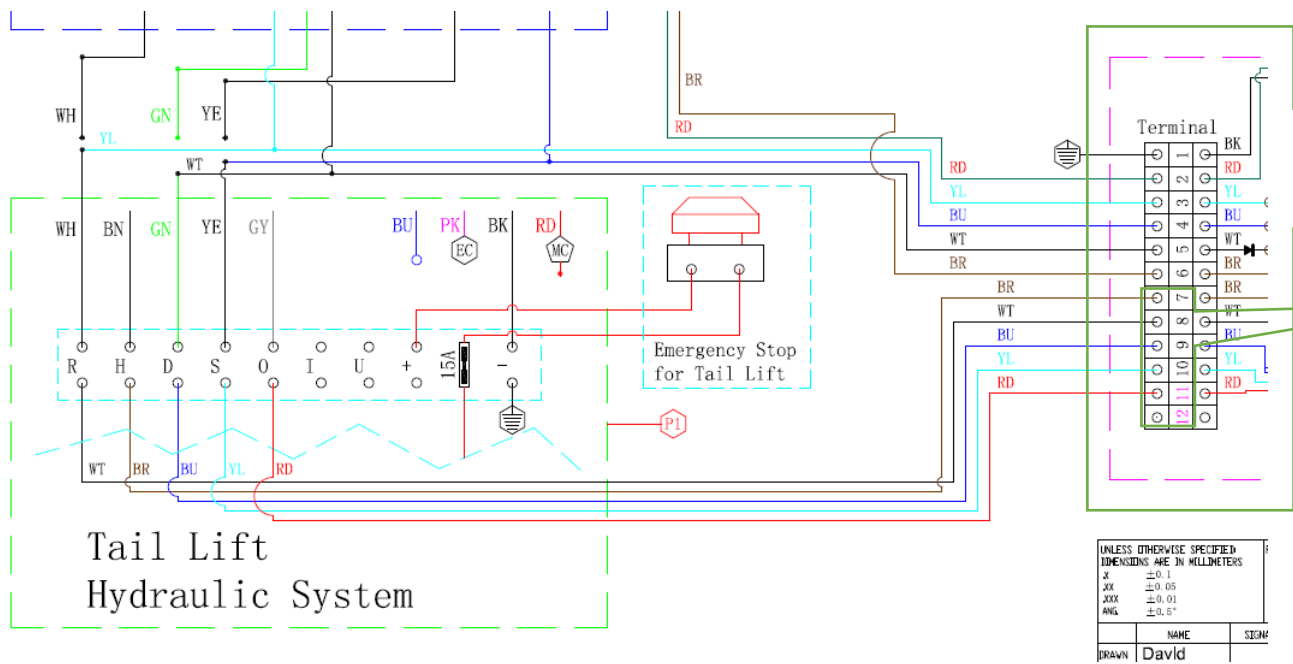 BR
RD
WH
GN
YE
YL
WT
Terminal
1
BK
RD
2
RD
YL
3
YL
BU
4
BU
WT
5
WT
BR
6
BR
BR
7
BR
WT
8
WT
BU
9
BU
YL
10
YL
RD
11
RD
12
WH
BN
GN
YE
GY
BU
PK
BK
RD
EC
MC
Emergency Stop
for Tail Lift
R H D S O I U + 15A -
P1
WT
BR
BU
YL
RD
Tail Lift
Hydraulic System
UNLESS OTHERWISE SPECIFIED
DIMENSIONS ARE IN MILLIMETERS
.X ±0.1
.XX ±0.05
.XXX ±0.01
ANG. ±0.5°
NAME
DRAWN David